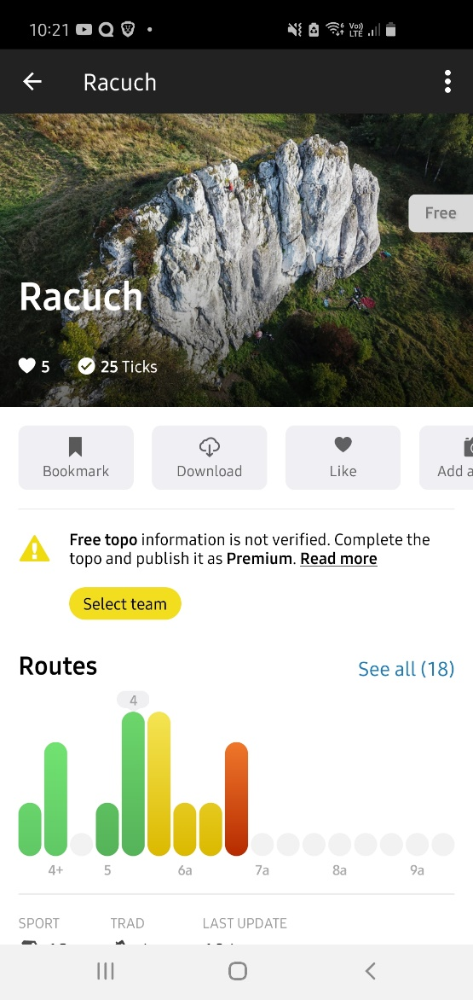 10:21
Vo))
LTE
Racuch
Free
Racuch
5 25 Ticks
Bookmark Download Like Add a
Free topo information is not verified. Complete the
topo and publish it as Premium. Read more
Select team
Routes See all (18)
4
4+ 5 6a 7a 8a 9a
SPORT TRAD LAST UPDATE